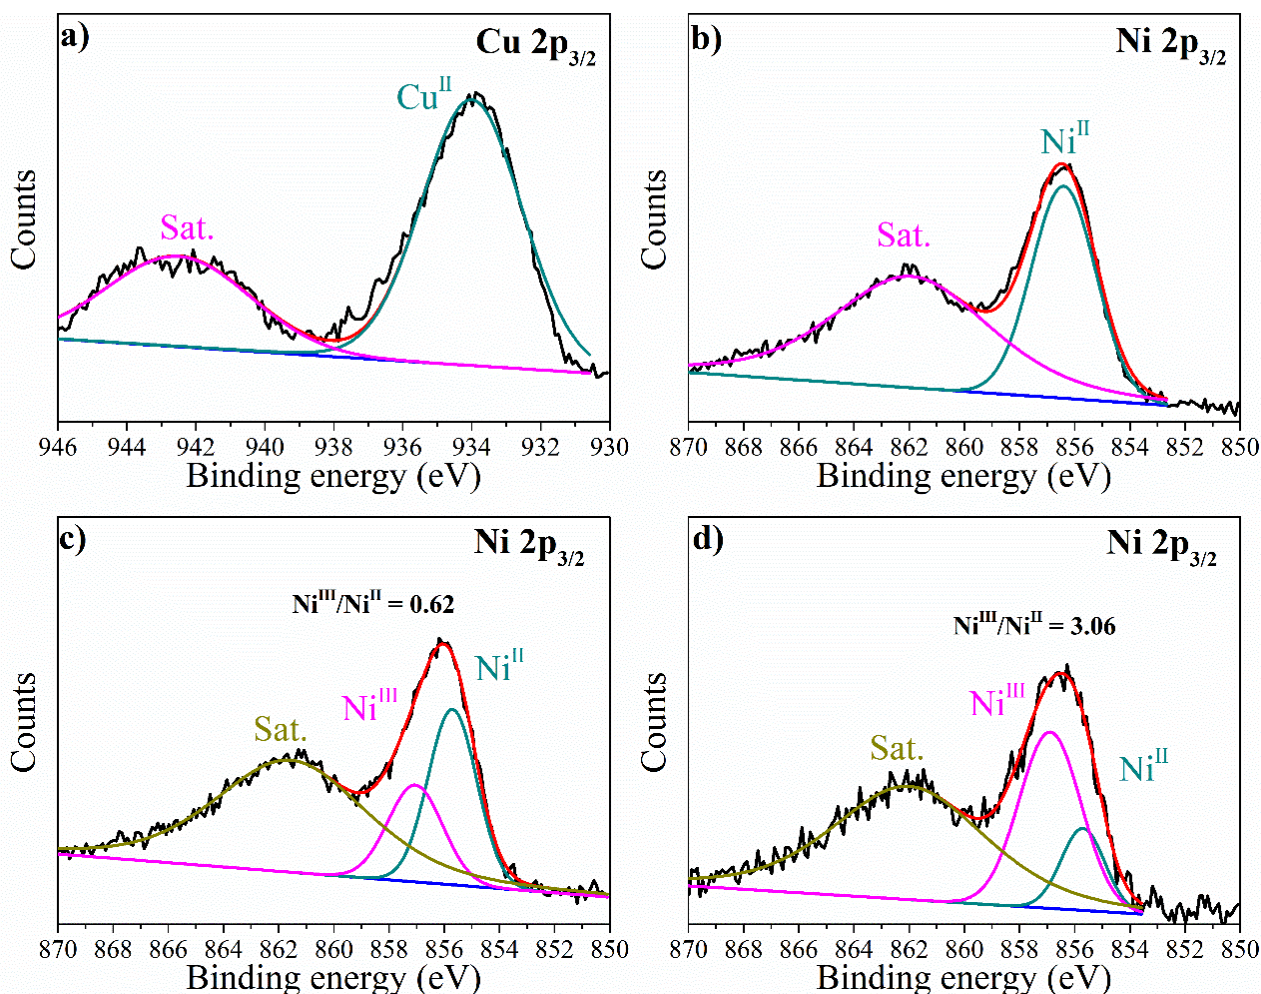 a)
Cu 2p3/2
CuII
Sat.
Counts
946 944 942 940 938 936 934 932 930
Binding energy (eV)
b)
Ni 2p3/2
NiII
Sat.
Counts
870 868 866 864 862 860 858 856 854 852 850
Binding energy (eV)
c)
Ni 2p3/2
NiIII/NiII = 0.62
NiII
NiIII
Sat.
Counts
870 868 866 864 862 860 858 856 854 852 850
Binding energy (eV)
d)
Ni 2p3/2
NiIII/NiII = 3.06
NiIII
Sat.
NiII
Counts
870 868 866 864 862 860 858 856 854 852 850
Binding energy (eV)